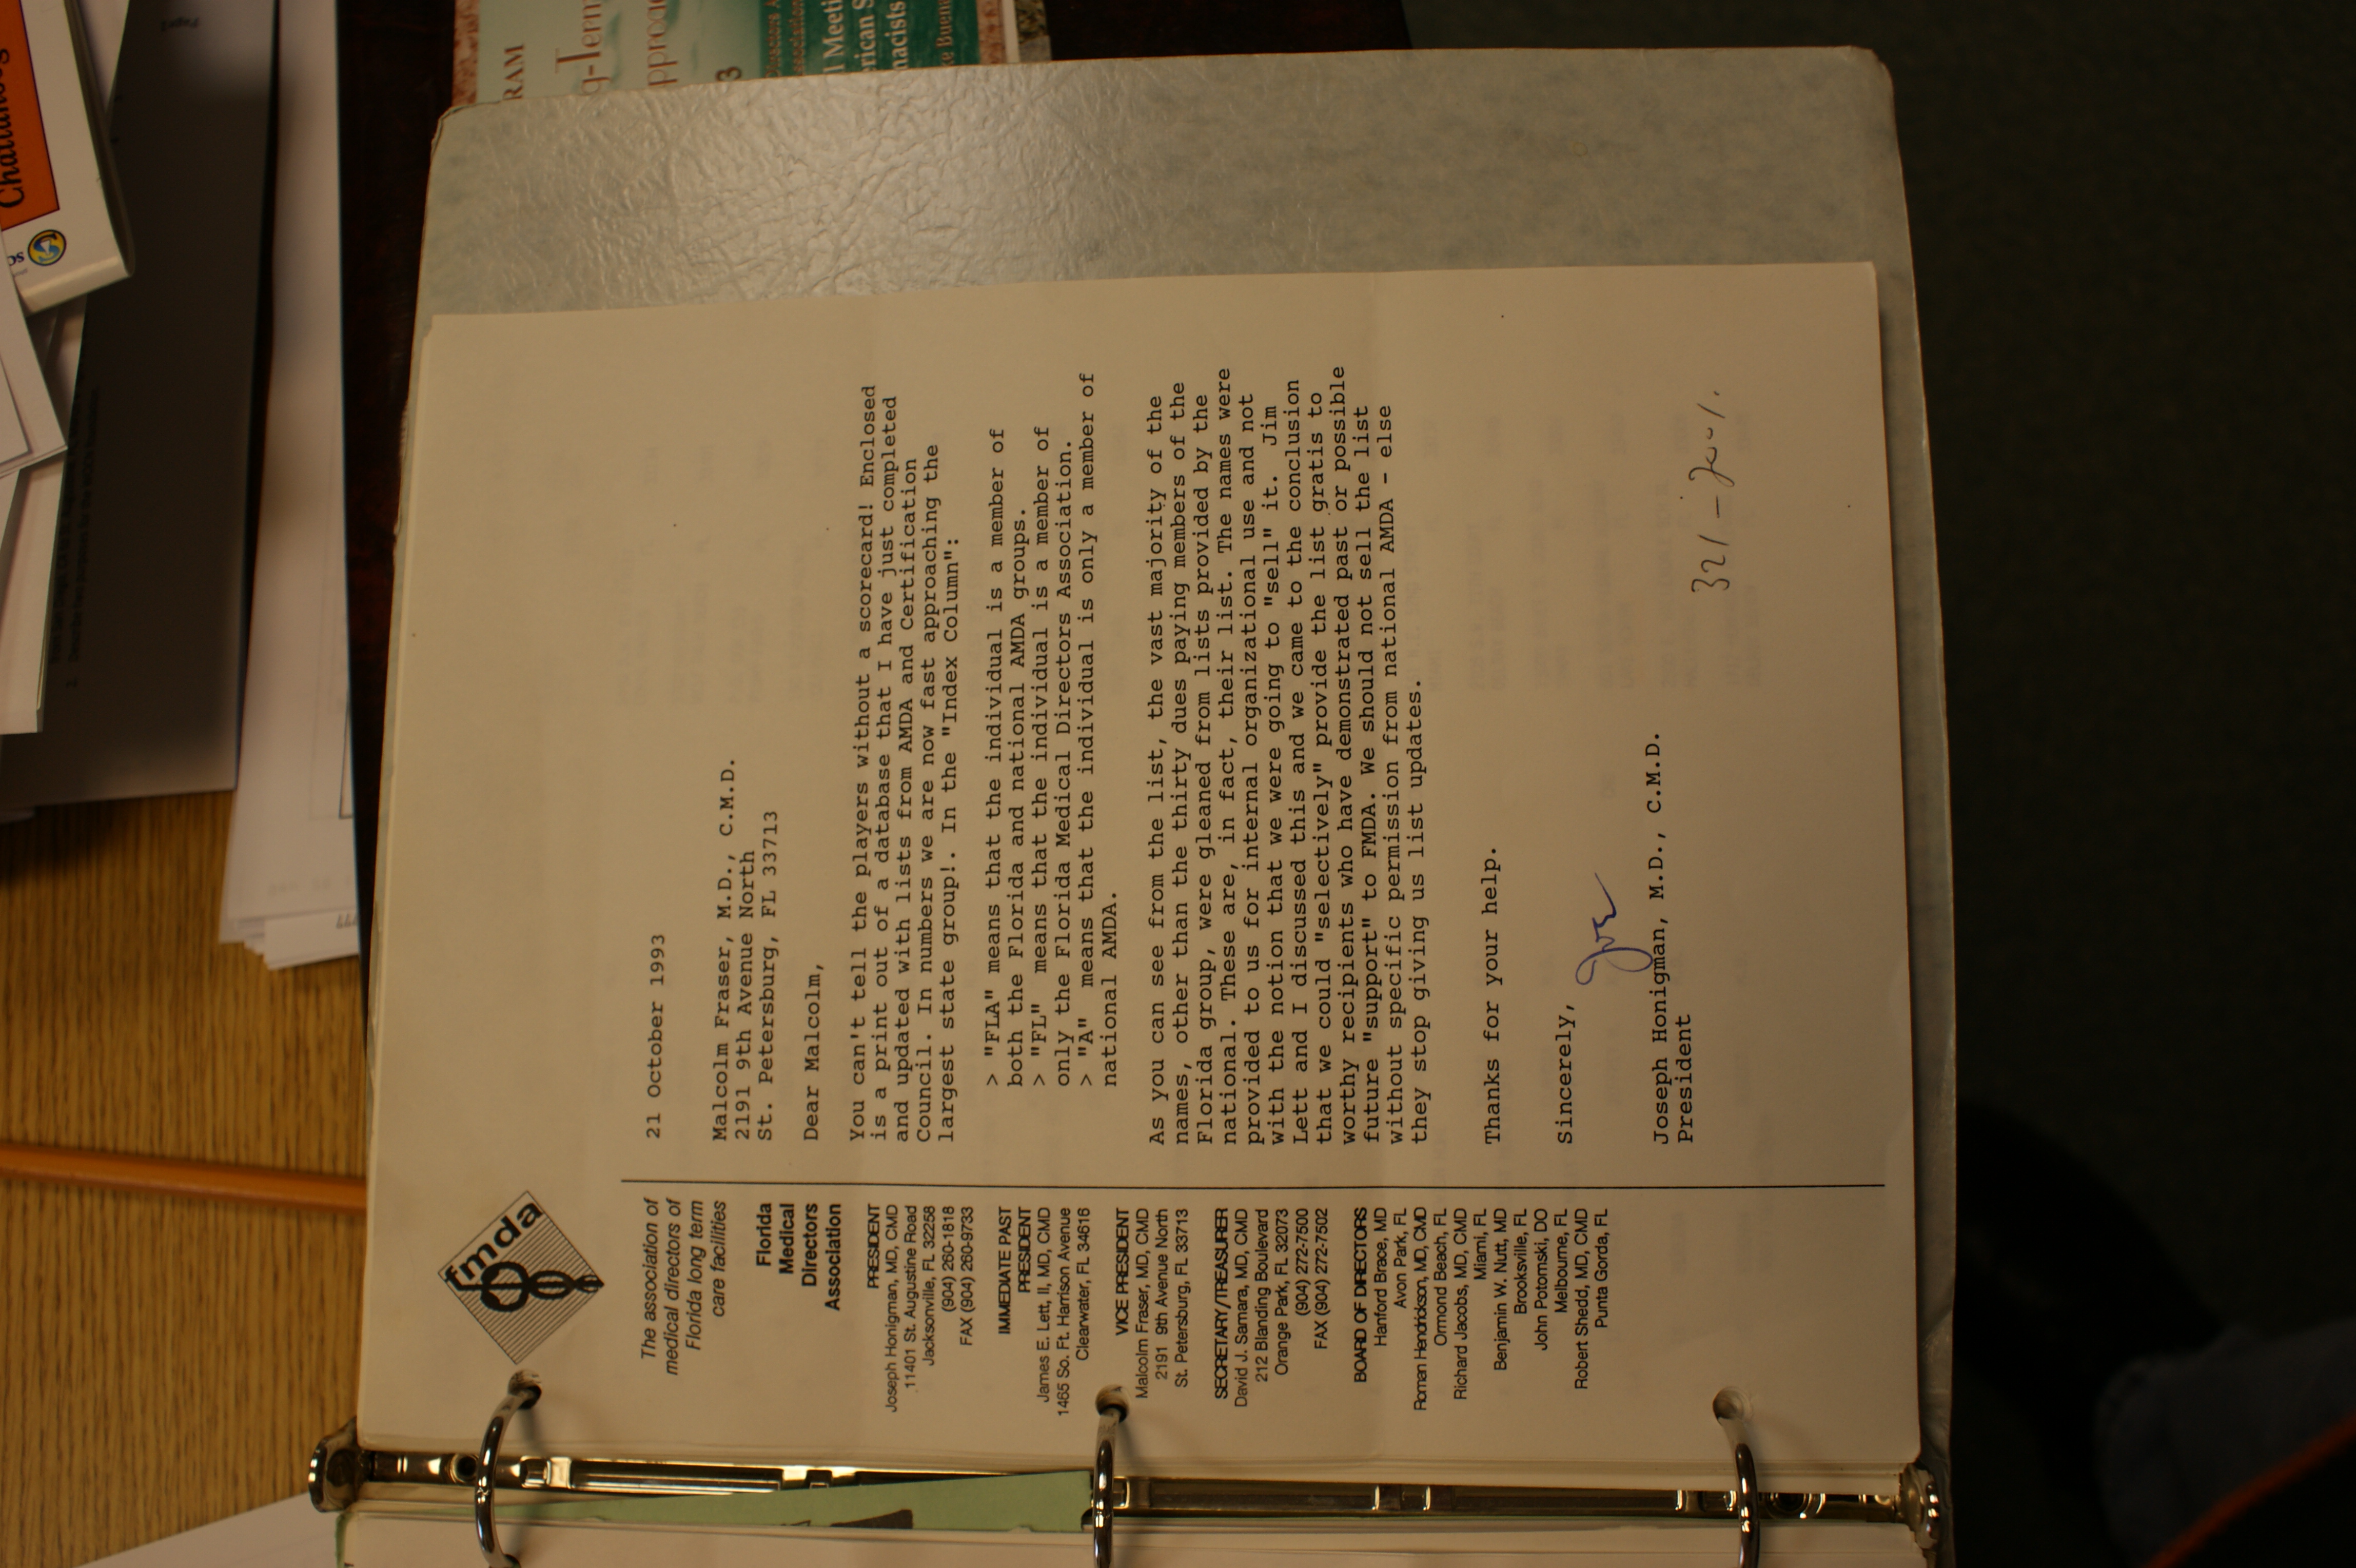 fmda
The association of
medical directors of
Florida long term
care facilities
Florida
Medical
Directors
Association
PRESIDENT
Joseph Honigman, MD, CMD
11401 St. Augustine Road
Jacksonville, FL 32258
(904) 260-1818
FAX (904) 260-9733
IMMEDIATE PAST
PRESIDENT
James E. Lett, II, MD, CMD
1465 So. Ft. Harrison Avenue
Clearwater, FL 34616
VICE PRESIDENT
Malcolm Fraser, MD, CMD
2191 9th Avenue North
St. Petersburg, FL 33713
SECRETARY/TREASURER
David J. Samara, MD, CMD
212 Blanding Boulevard
Orange Park, FL 32073
(904) 272-7500
FAX (904) 272-7502
BOARD OF DIRECTORS
Hanford Brace, MD
Avon Park, FL
Roman Hendrickson, MD, CMD
Ormond Beach, FL
Richard Jacobs, MD, CMD
Miami, FL
Benjamin W. Nutt, MD
Brooksville, FL
John Potomski, DO
Melbourne, FL
Robert Shedd, MD, CMD
Punta Gorda, FL
21 October 1993
Malcolm Fraser, M.D., C.M.D.
2191 9th Avenue North
St. Petersburg, FL 33713
Dear Malcolm,
You can't tell the players without a scorecard! Enclosed
is a print out of a database that I have just completed
and updated with lists from AMDA and Certification
Council. In numbers we are now fast approaching the
largest state group!. In the "Index Column":
> "FLA" means that the individual is a member of
both the Florida and national AMDA groups.
> "FL" means that the individual is a member of
only the Florida Medical Directors Association.
> "A" means that the individual is only a member of
national AMDA.
As you can see from the list, the vast majority of the
names, other than the thirty dues paying members of the
Florida group, were gleaned from lists provided by the
national. These are, in fact, their list. The names were
provided to us for internal organizational use and not
with the notion that we were going to "sell" it. Jim
Lett and I discussed this and we came to the conclusion
that we could "selectively" provide the list gratis to
worthy recipients who have demonstrated past or possible
future "support" to FMDA. We should not sell the list
without specific permission from national AMDA - else
they stop giving us list updates.
Thanks for your help.
Sincerely,
Joe
Joseph Honigman, M.D., C.M.D.
President
321 -
RAM
3